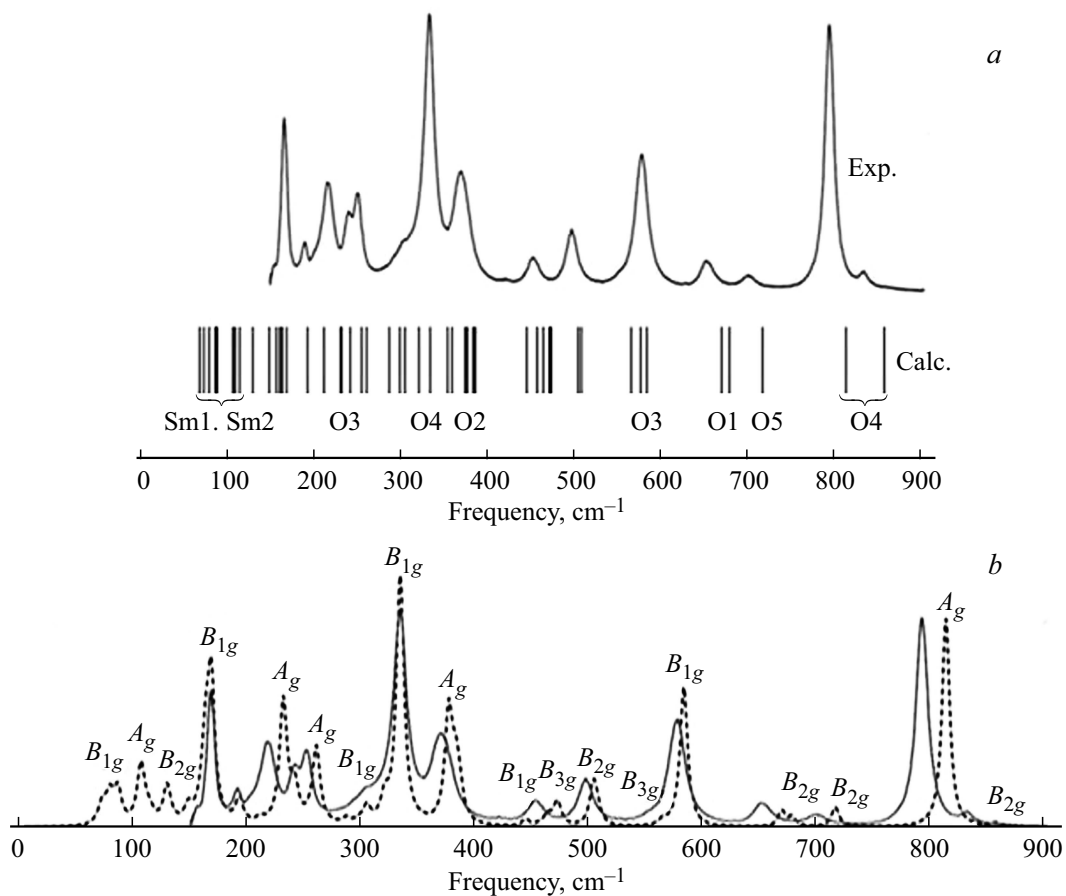 a
Exp.
Calc.
Sm1. Sm2 O3 O4 O2 O3 O1 O5 O4
0 100 200 300 400 500 600 700 800 900
Frequency, cm–1
b
B1g
Ag
B1g
B1g
Ag
Ag
B1g
Ag
B1g
Ag
B2g
B1g
B1g
B3g
B2g
B3g
B2g
B2g
B2g
0 100 200 300 400 500 600 700 800 900
Frequency, cm–1